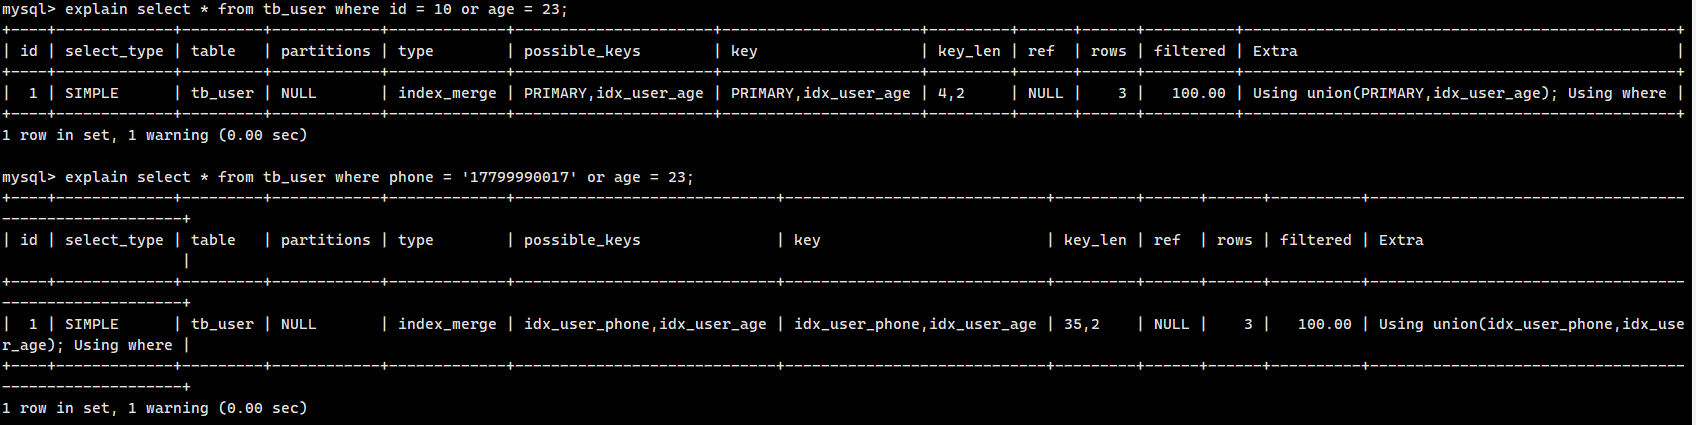 mysql> explain select * from tb_user where id = 10 or age = 23;
+----+-------------+---------+------------+-------------+----------------------+----------------------+---------+------+------+----------+------------------------------------------------+
| id | select_type | table   | partitions | type        | possible_keys        | key                  | key_len | ref  | rows | filtered | Extra                                          |
+----+-------------+---------+------------+-------------+----------------------+----------------------+---------+------+------+----------+------------------------------------------------+
|  1 | SIMPLE      | tb_user | NULL       | index_merge | PRIMARY,idx_user_age | PRIMARY,idx_user_age | 4,2     | NULL |    3 |   100.00 | Using union(PRIMARY,idx_user_age); Using where |
+----+-------------+---------+------------+-------------+----------------------+----------------------+---------+------+------+----------+------------------------------------------------+
1 row in set, 1 warning (0.00 sec)
mysql> explain select * from tb_user where phone = '17799990017' or age = 23;
+----+-------------+---------+------------+-------------+-----------------------------+-----------------------------+---------+------+------+----------+-----------------------------------
--------------------+
| id | select_type | table   | partitions | type        | possible_keys               | key                         | key_len | ref  | rows | filtered | Extra
                    |
+----+-------------+---------+------------+-------------+-----------------------------+-----------------------------+---------+------+------+----------+-----------------------------------
--------------------+
|  1 | SIMPLE      | tb_user | NULL       | index_merge | idx_user_phone,idx_user_age | idx_user_phone,idx_user_age | 35,2    | NULL |    3 |   100.00 | Using union(idx_user_phone,idx_use
r_age); Using where |
+----+-------------+---------+------------+-------------+-----------------------------+-----------------------------+---------+------+------+----------+-----------------------------------
--------------------+
1 row in set, 1 warning (0.00 sec)